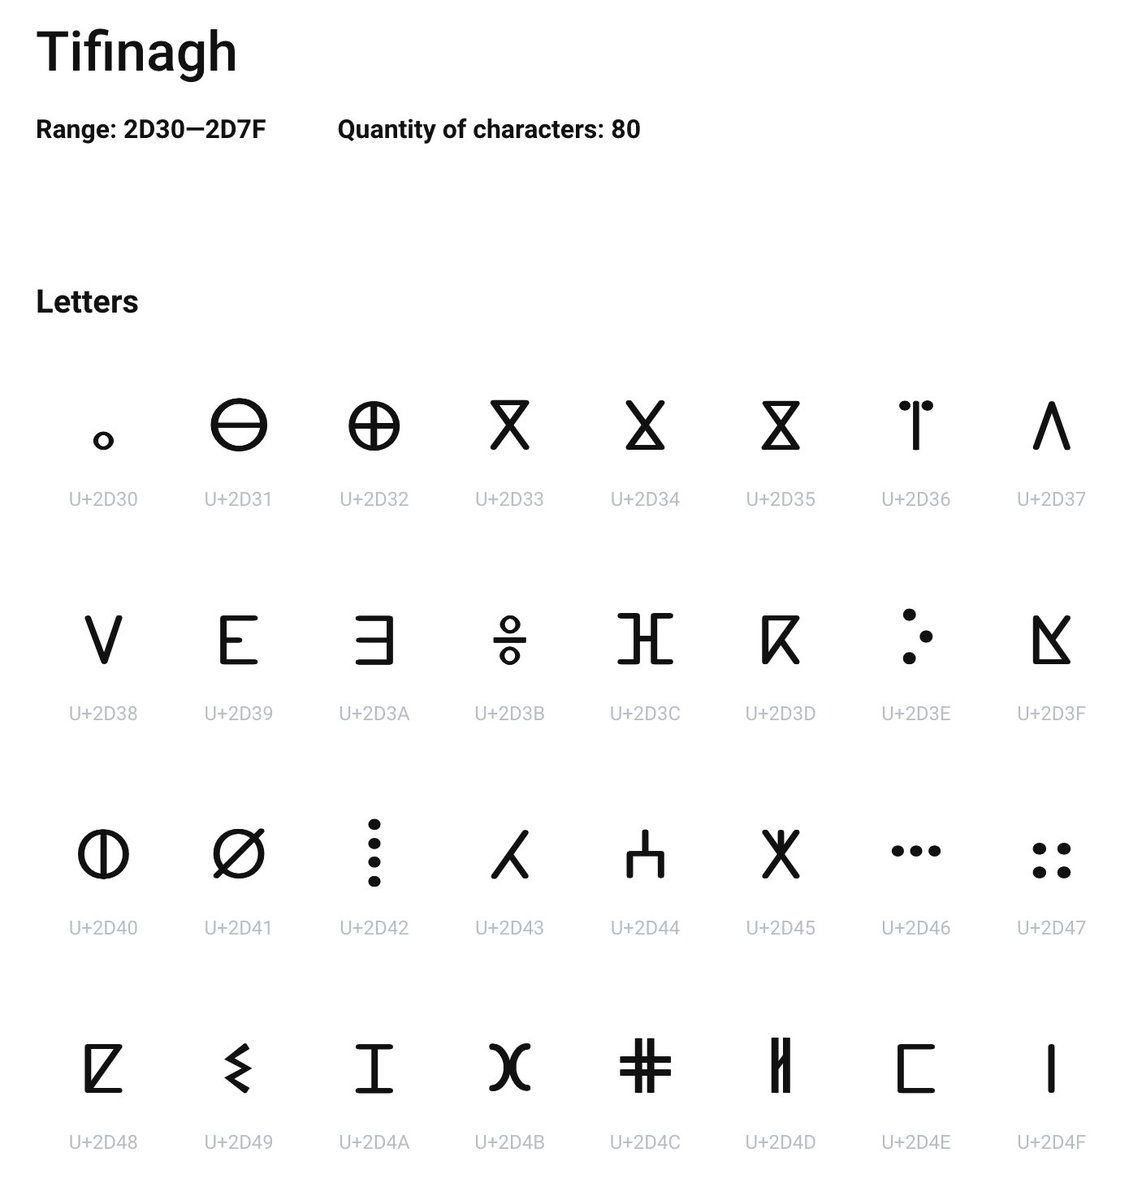 Tifinagh
Range: 2D30—2D7F Quantity of characters: 80
Letters
ⴰ ⴱ ⴲ ⴳ ⴴ ⴵ ⴶ ⴷ
U+2D30 U+2D31 U+2D32 U+2D33 U+2D34 U+2D35 U+2D36 U+2D37
ⴸ ⴹ ⴺ ⴻ ⴼ ⴽ ⴾ ⴿ
U+2D38 U+2D39 U+2D3A U+2D3B U+2D3C U+2D3D U+2D3E U+2D3F
ⵀ ⵁ ⵂ ⵃ ⵄ ⵅ ⵆ ⵇ
U+2D40 U+2D41 U+2D42 U+2D43 U+2D44 U+2D45 U+2D46 U+2D47
ⵈ ⵉ ⵊ ⵋ ⵌ ⵍ ⵎ ⵏ
U+2D48 U+2D49 U+2D4A U+2D4B U+2D4C U+2D4D U+2D4E U+2D4F